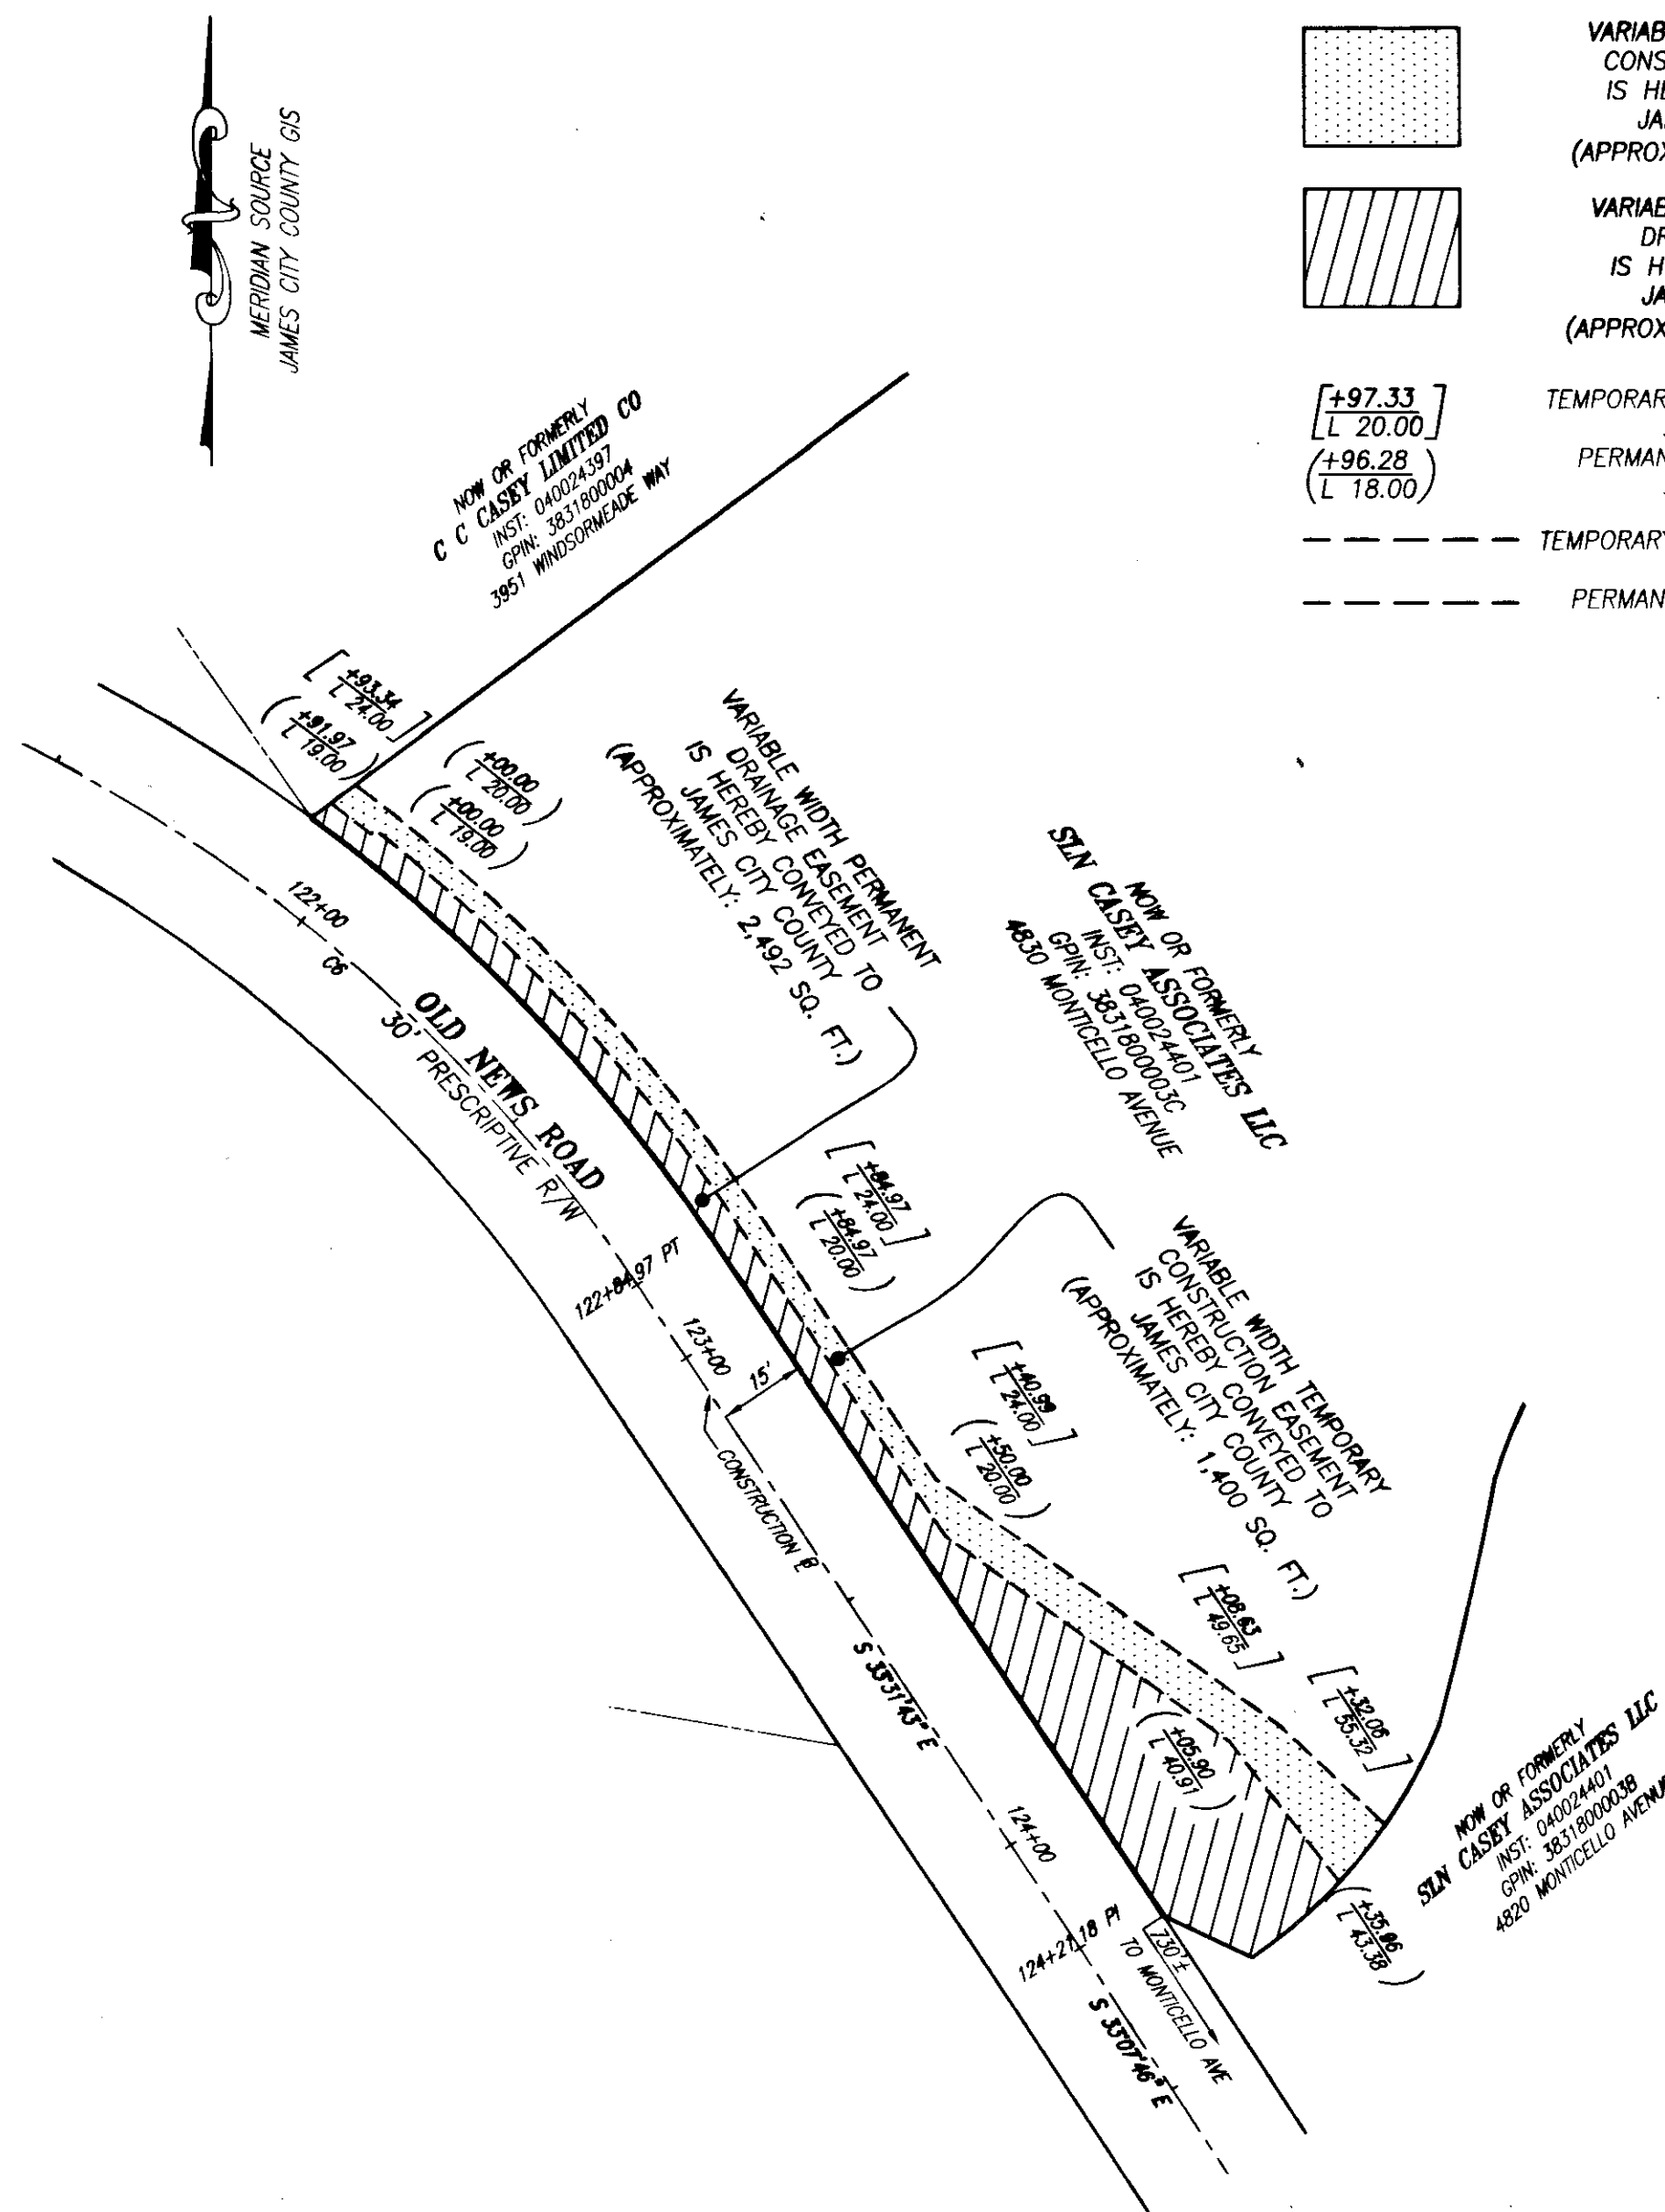 MERIDIAN SOURCE
JAMES CITY COUNTY GIS
VARIAB
CONS
IS HE
JA
(APPROX
VARIAB
DR
IS H
JA
(APPROX
[+97.33
L 20.00]
TEMPORAR
(+96.28
L 18.00)
PERMAN
TEMPORARY
PERMAN
NOW OR FORMERLY
C C CASEY LIMITED CO
INST: 040024397
GPIN: 3831800004
3951 WINDSORMEADE WAY
[+93.34
L 24.00]
(+91.97
L 19.00)
(+00.00
L 20.00)
(+00.00
L 19.00)
VARIABLE WIDTH PERMANENT
DRAINAGE EASEMENT
IS HEREBY CONVEYED TO
JAMES CITY COUNTY
(APPROXIMATELY: 2,492 SQ. FT.)
NOW OR FORMERLY
SLN CASEY ASSOCIATES LLC
INST: 040024401
GPIN: 3831800003C
4830 MONTICELLO AVENUE
122+00
C6
OLD NEWS ROAD
30' PRESCRIPTIVE R/W
[+84.97
L 24.00]
(+84.97
L 20.00)
122+84.97 PT
123+00
15'
CONSTRUCTION
VARIABLE WIDTH TEMPORARY
CONSTRUCTION EASEMENT
IS HEREBY CONVEYED TO
JAMES CITY COUNTY
(APPROXIMATELY: 1,400 SQ. FT.)
[+40.99
L 24.00]
(+50.00
L 20.00)
[+08.63
L 49.65]
[+32.06
L 55.32]
(+05.90
L 40.91)
S 33°31'43" E
124+00
124+21.18 PI
730'±
TO MONTICELLO AVE
S 33°07'46" E
(+35.96
L 43.38)
NOW OR FORMERLY
SLN CASEY ASSOCIATES LLC
INST: 040024401
GPIN: 3831800003B
4820 MONTICELLO AVENUE